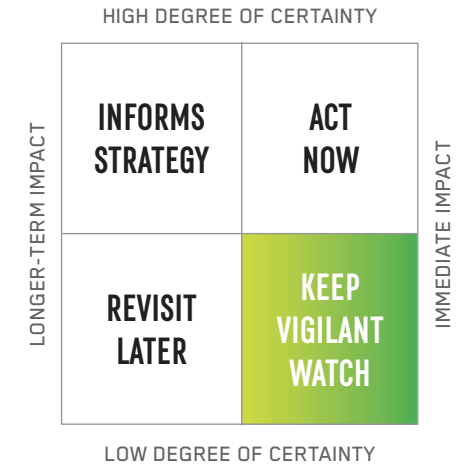 HIGH DEGREE OF CERTAINTY
LONGER-TERM IMPACT
INFORMS
STRATEGY
ACT
NOW
IMMEDIATE IMPACT
REVISIT
LATER
KEEP
VIGILANT
WATCH
LOW DEGREE OF CERTAINTY